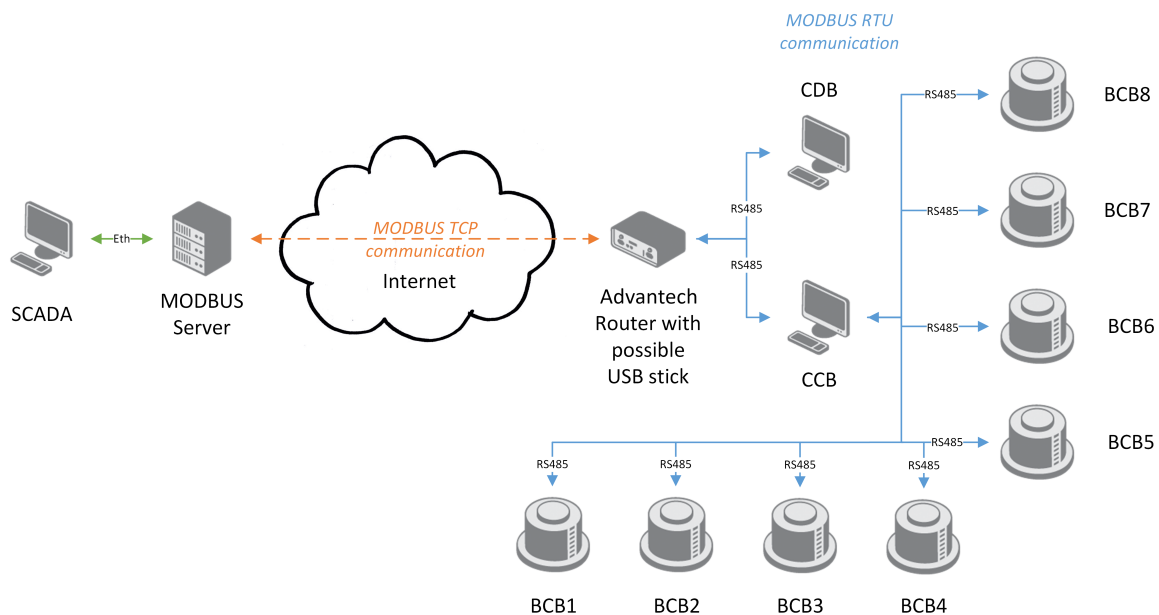 MODBUS RTU
communication
CDB
RS485
BCB8
RS485
BCB7
RS485
MODBUS TCP
communication
Internet
Eth
RS485
SCADA
MODBUS
Server
Advantech
Router with
possible
USB stick
CCB
RS485
BCB6
RS485
BCB5
RS485
RS485
RS485
RS485
BCB1
BCB2
BCB3
BCB4